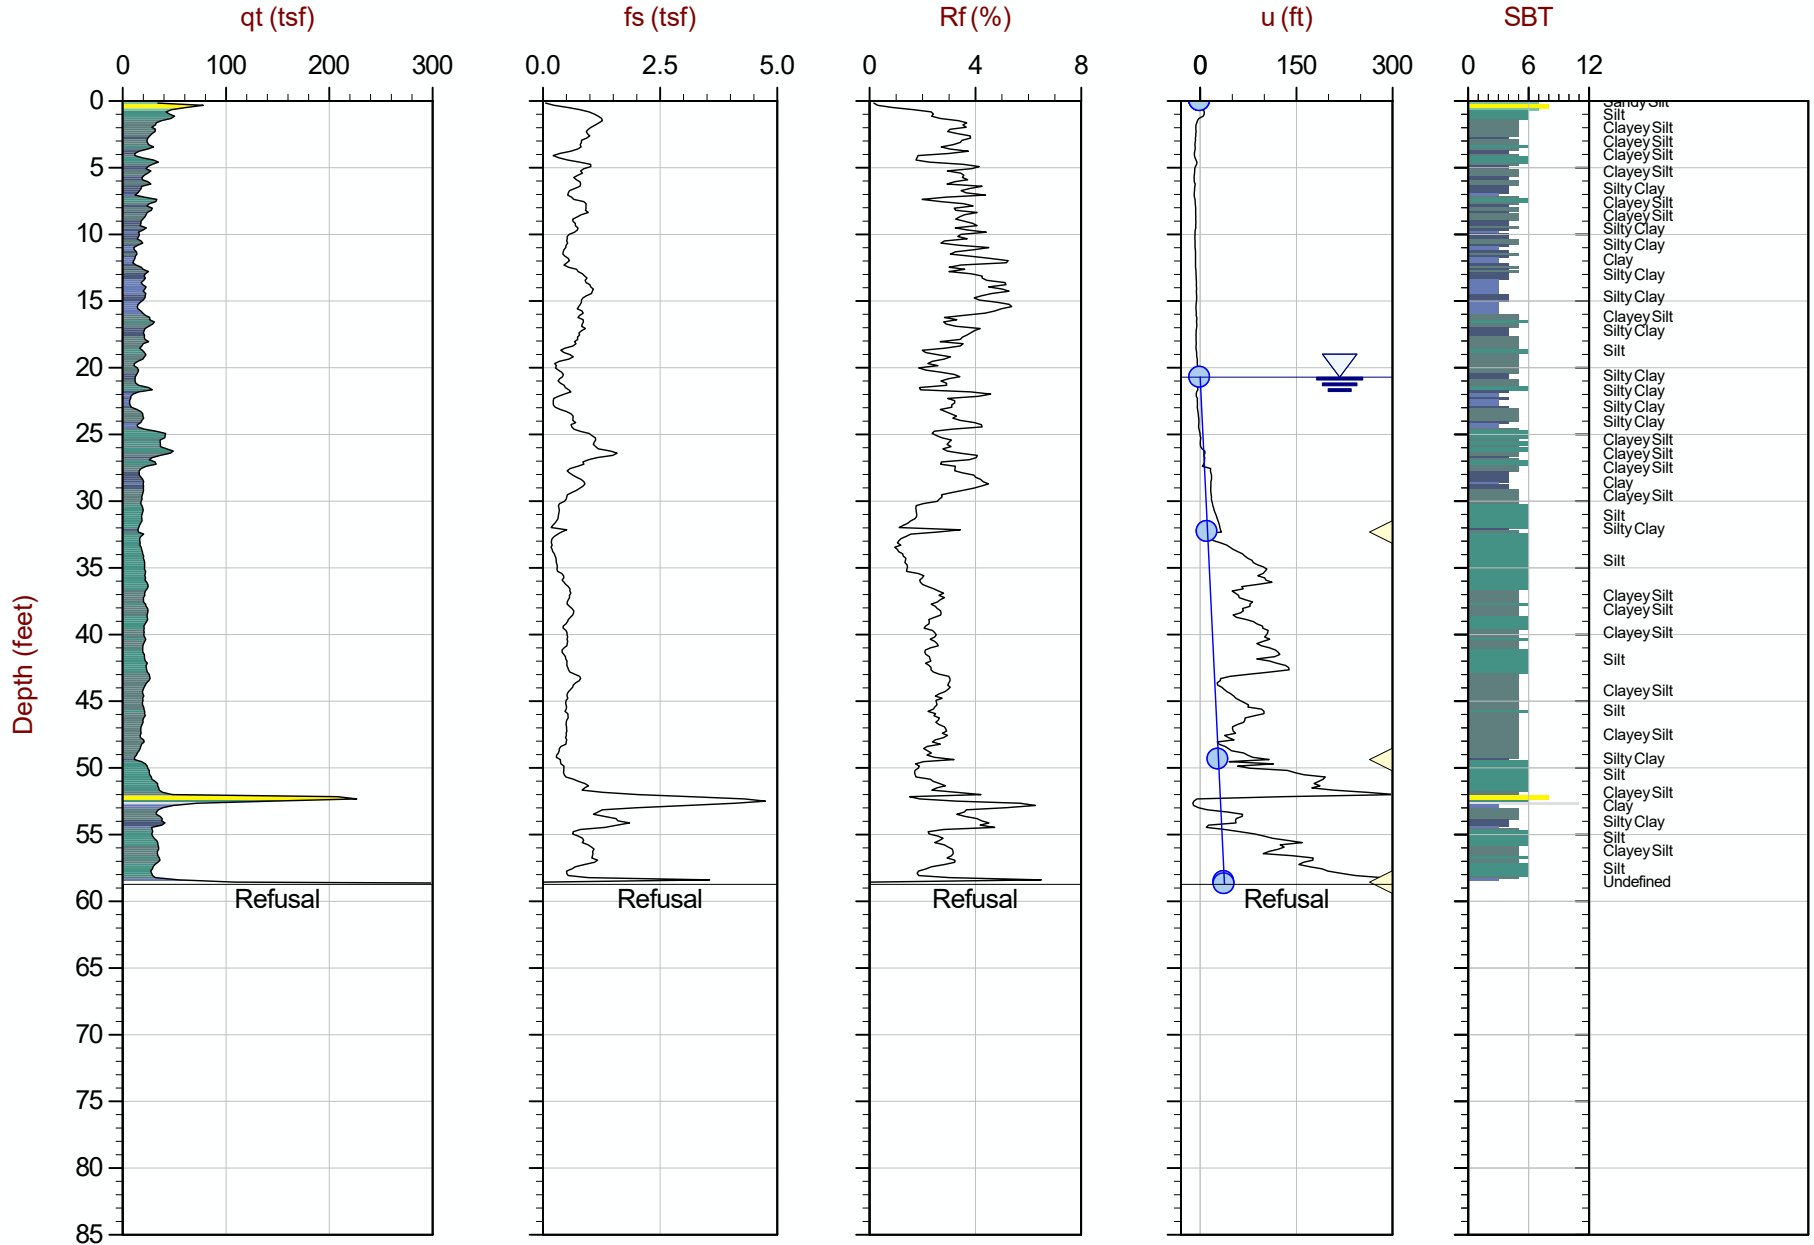 qt (tsf) fs (tsf) Rf (%) u (ft) SBT
0 100 200 300 0.0 2.5 5.0 0 4 8 0 150 300 0 6 12
Depth (feet)
0
5
10
15
20
25
30
35
40
45
50
55
60
65
70
75
80
85
Sandy Silt
Silt
Clayey Silt
Clayey Silt
Clayey Silt
Clayey Silt
Silty Clay
Clayey Silt
Clayey Silt
Silty Clay
Silty Clay
Clay
Silty Clay
Silty Clay
Clayey Silt
Silty Clay
Silt
Silty Clay
Silty Clay
Silty Clay
Silty Clay
Clayey Silt
Clayey Silt
Clayey Silt
Clay
Clayey Silt
Silt
Silty Clay
Silt
Clayey Silt
Clayey Silt
Clayey Silt
Silt
Clayey Silt
Silt
Clayey Silt
Silty Clay
Silt
Clayey Silt
Clay
Silty Clay
Silt
Clayey Silt
Silt
Undefined
Refusal Refusal Refusal Refusal